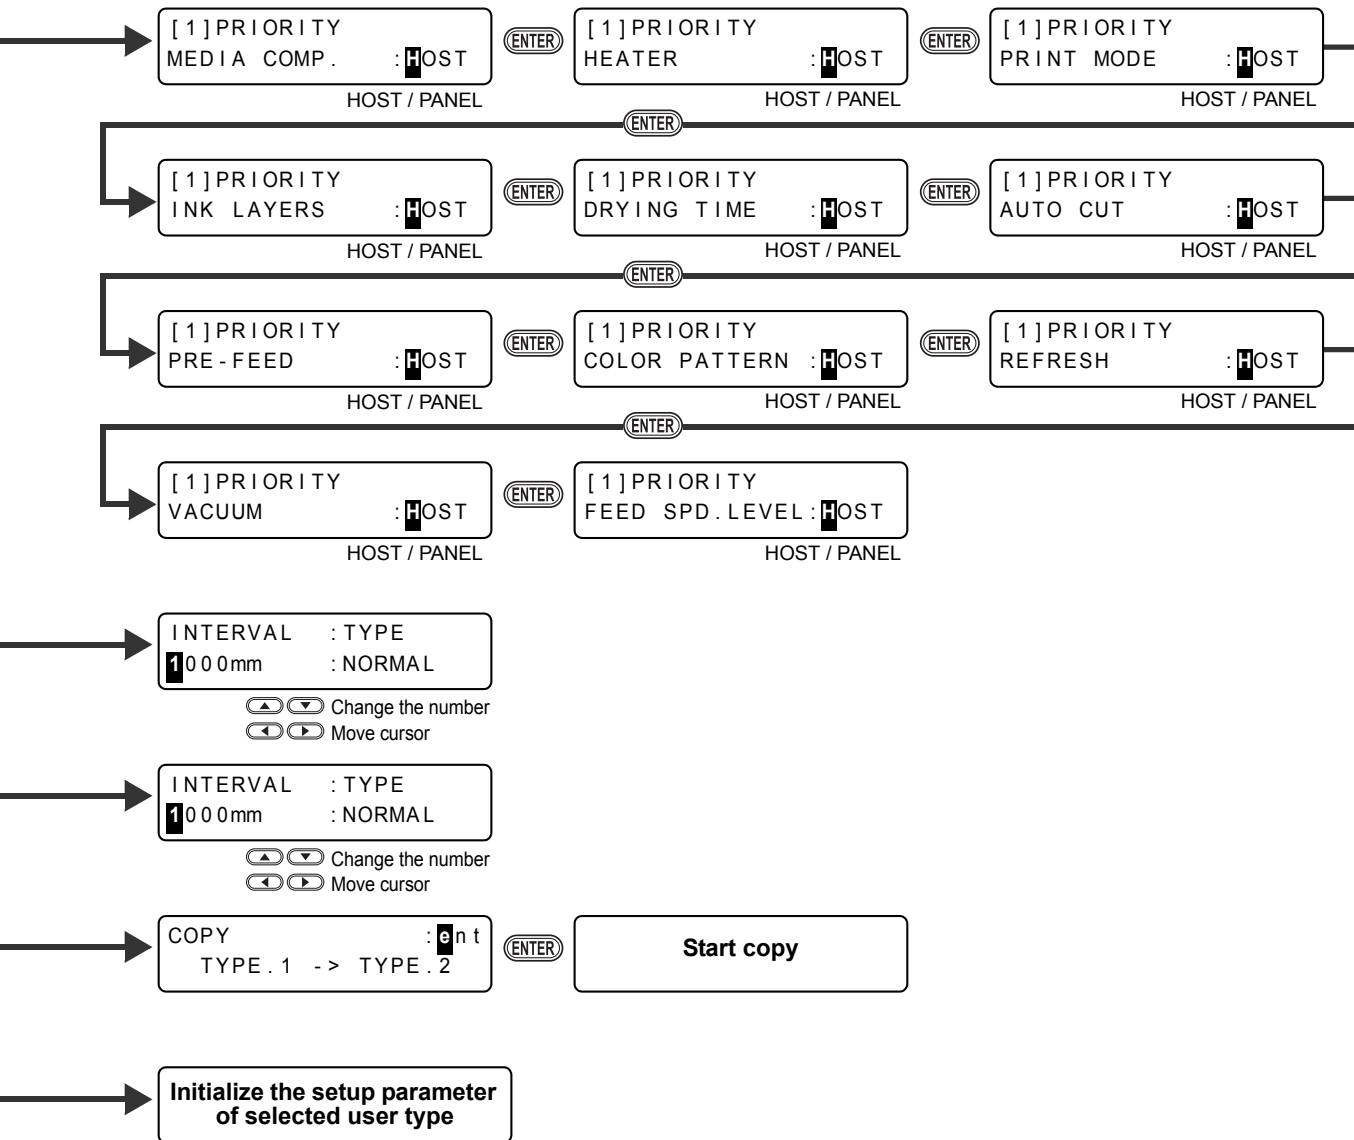 [1]PRIORITY
MEDIA COMP. :HOST
HOST / PANEL
ENTER
[1]PRIORITY
HEATER :HOST
HOST / PANEL
ENTER
[1]PRIORITY
PRINT MODE :HOST
HOST / PANEL
ENTER
[1]PRIORITY
INK LAYERS :HOST
HOST / PANEL
ENTER
[1]PRIORITY
DRYING TIME :HOST
HOST / PANEL
ENTER
[1]PRIORITY
AUTO CUT :HOST
HOST / PANEL
ENTER
[1]PRIORITY
PRE-FEED :HOST
HOST / PANEL
ENTER
[1]PRIORITY
COLOR PATTERN :HOST
HOST / PANEL
ENTER
[1]PRIORITY
REFRESH :HOST
HOST / PANEL
ENTER
[1]PRIORITY
VACUUM :HOST
HOST / PANEL
ENTER
[1]PRIORITY
FEED SPD.LEVEL:HOST
HOST / PANEL
INTERVAL :TYPE
1000mm :NORMAL
Change the number
Move cursor
INTERVAL :TYPE
1000mm :NORMAL
Change the number
Move cursor
COPY :ent
TYPE.1 -> TYPE.2
ENTER
Start copy
Initialize the setup parameter
of selected user type